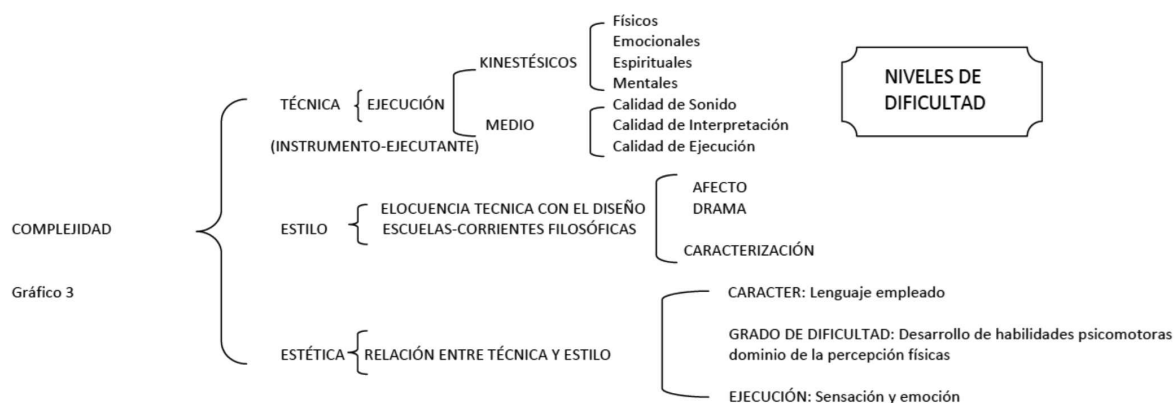 Físicos
Emocionales
KINESTÉSICOS
Espirituales
Mentales
NIVELES DE
DIFICULTAD
TÉCNICA
EJECUCIÓN
Calidad de Sonido
MEDIO
Calidad de Interpretación
(INSTRUMENTO-EJECUTANTE)
Calidad de Ejecución
AFECTO
ELOCUENCIA TECNICA CON EL DISEÑO
DRAMA
COMPLEJIDAD
ESTILO
ESCUELAS-CORRIENTES FILOSÓFICAS
CARACTERIZACIÓN
Gráfico 3
CARACTER: Lenguaje empleado
GRADO DE DIFICULTAD: Desarrollo de habilidades psicomotoras
dominio de la percepción físicas
ESTÉTICA
RELACIÓN ENTRE TÉCNICA Y ESTILO
EJECUCIÓN: Sensación y emoción